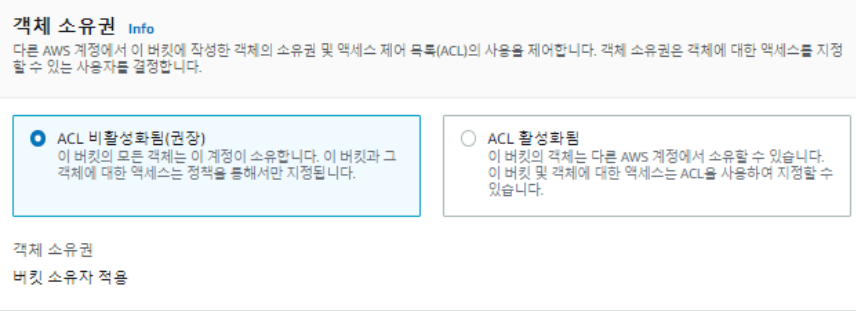 객체 소유권 Info
다른 AWS 계정에서 이 버킷에 작성한 객체의 소유권 및 액세스 제어 목록(ACL)의 사용을 제어합니다. 객체 소유권은 객체에 대한 액세스를 지정
할 수 있는 사용자를 결정합니다.
ACL 비활성화됨(권장)
이 버킷의 모든 객체는 이 계정이 소유합니다. 이 버킷과 그
객체에 대한 액세스는 정책을 통해서만 지정됩니다.
ACL 활성화됨
이 버킷의 객체는 다른 AWS 계정에서 소유할 수 있습니다.
이 버킷 및 객체에 대한 액세스는 ACL을 사용하여 지정할 수
있습니다.
객체 소유권
버킷 소유자 적용